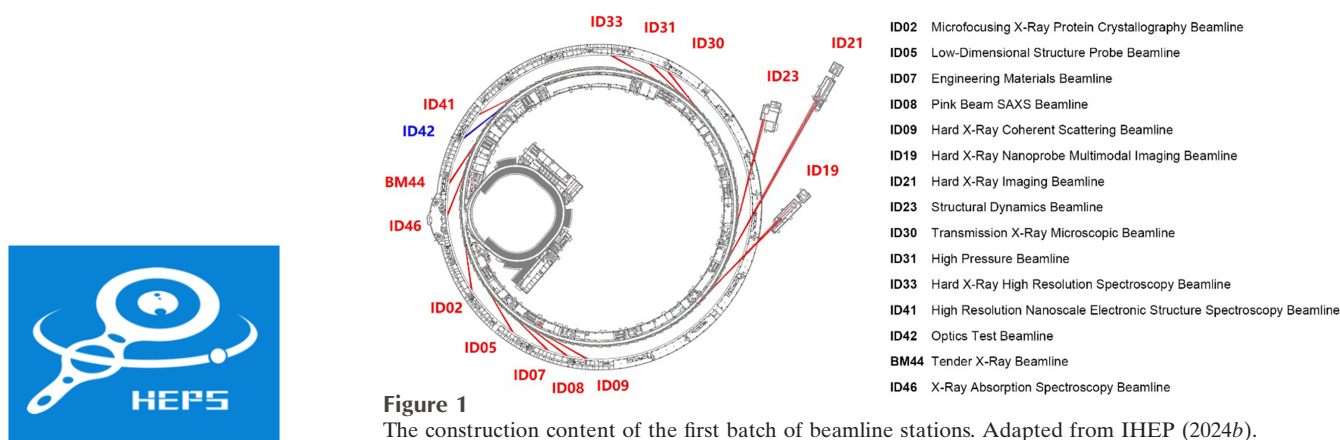 ID33
ID31
ID30
ID21
ID23
ID41
ID42
ID19
BM44
ID46
ID02
ID05
ID07
ID08
ID09
ID02 Microfocusing X-Ray Protein Crystallography Beamline
ID05 Low-Dimensional Structure Probe Beamline
ID07 Engineering Materials Beamline
ID08 Pink Beam SAXS Beamline
ID09 Hard X-Ray Coherent Scattering Beamline
ID19 Hard X-Ray Nanoprobe Multimodal Imaging Beamline
ID21 Hard X-Ray Imaging Beamline
ID23 Structural Dynamics Beamline
ID30 Transmission X-Ray Microscopic Beamline
ID31 High Pressure Beamline
ID33 Hard X-Ray High Resolution Spectroscopy Beamline
ID41 High Resolution Nanoscale Electronic Structure Spectroscopy Beamline
ID42 Optics Test Beamline
BM44 Tender X-Ray Beamline
ID46 X-Ray Absorption Spectroscopy Beamline
HEPS
Figure 1
The construction content of the first batch of beamline stations. Adapted from IHEP (2024b).